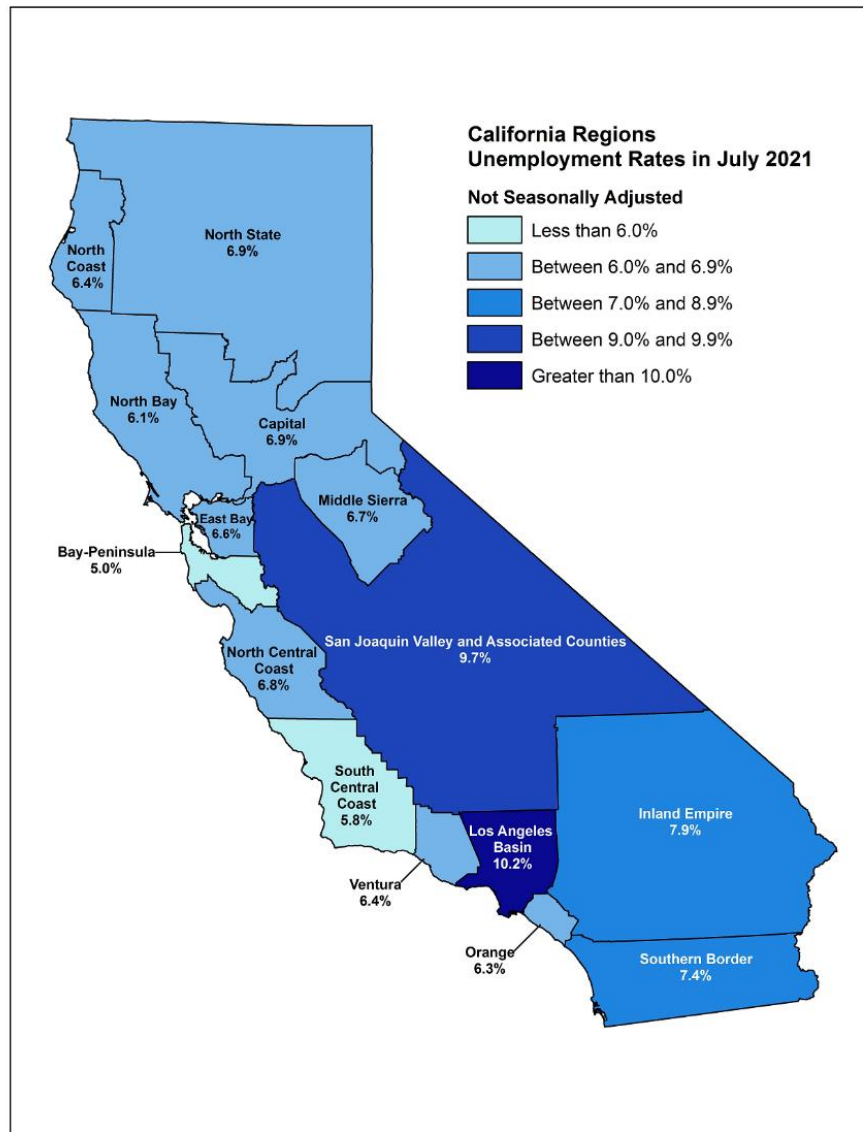 California Regions
Unemployment Rates in July 2021
Not Seasonally Adjusted
Less than 6.0%
Between 6.0% and 6.9%
Between 7.0% and 8.9%
Between 9.0% and 9.9%
Greater than 10.0%
North State
6.9%
North
Coast
6.4%
North Bay
6.1%
Capital
6.9%
Middle Sierra
6.7%
East Bay
6.6%
Bay-Peninsula
5.0%
San Joaquin Valley and Associated Counties
9.7%
North Central
Coast
6.8%
South
Central
Coast
5.8%
Los Angeles
Basin
10.2%
Inland Empire
7.9%
Ventura
6.4%
Orange
6.3%
Southern Border
7.4%